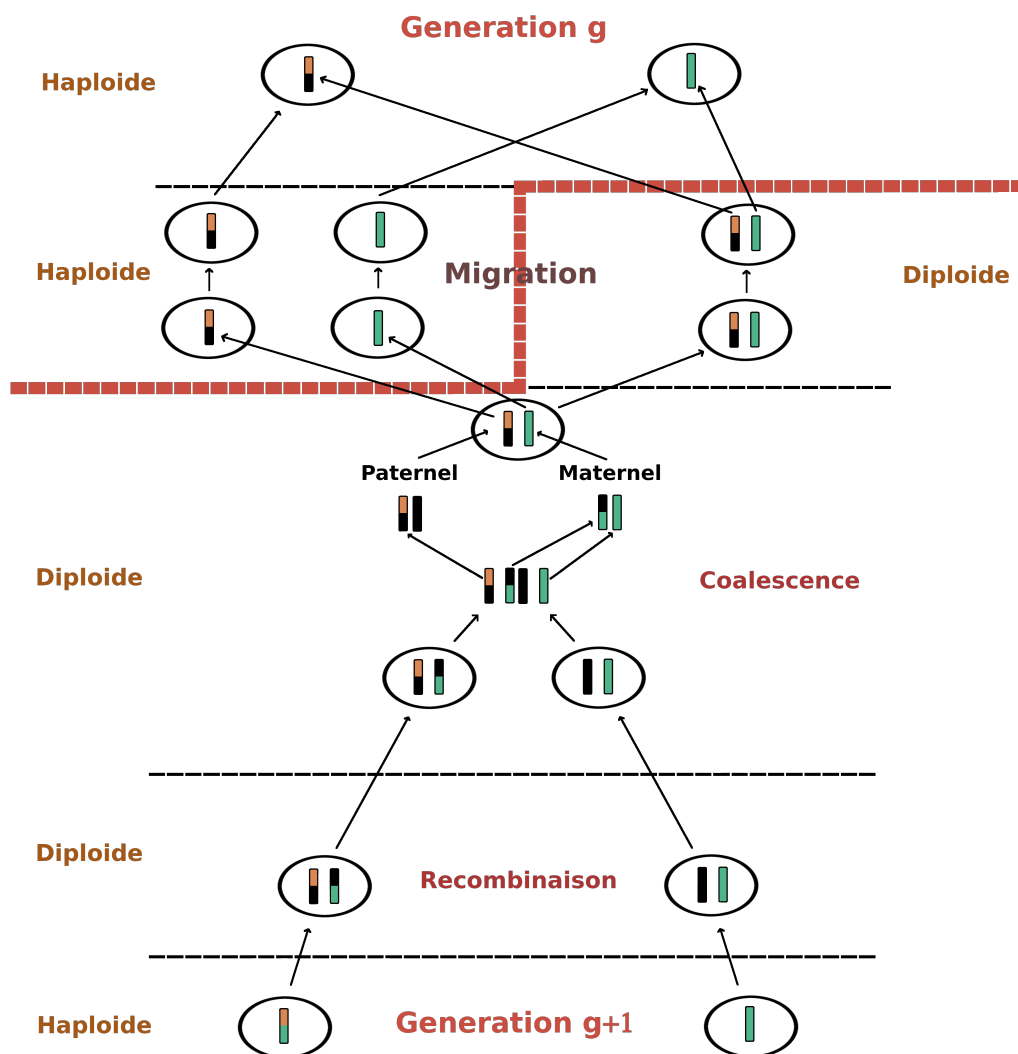 Generation g
Haploide
Haploide
Migration
Diploide
Paternel
Maternel
Diploide
Coalescence
Diploide
Recombinaison
Haploide
Generation g+1